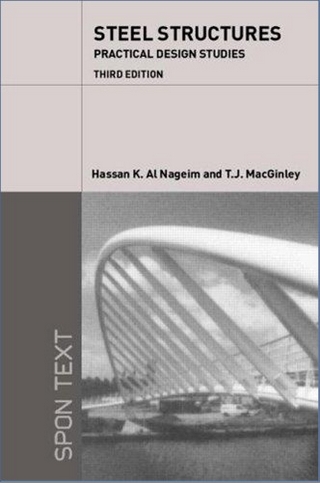 STEEL STRUCTURES
PRACTICAL DESIGN STUDIES
THIRD EDITION
Hassan K. Al Nageim and T.J. MacGinley
SPON TEXT